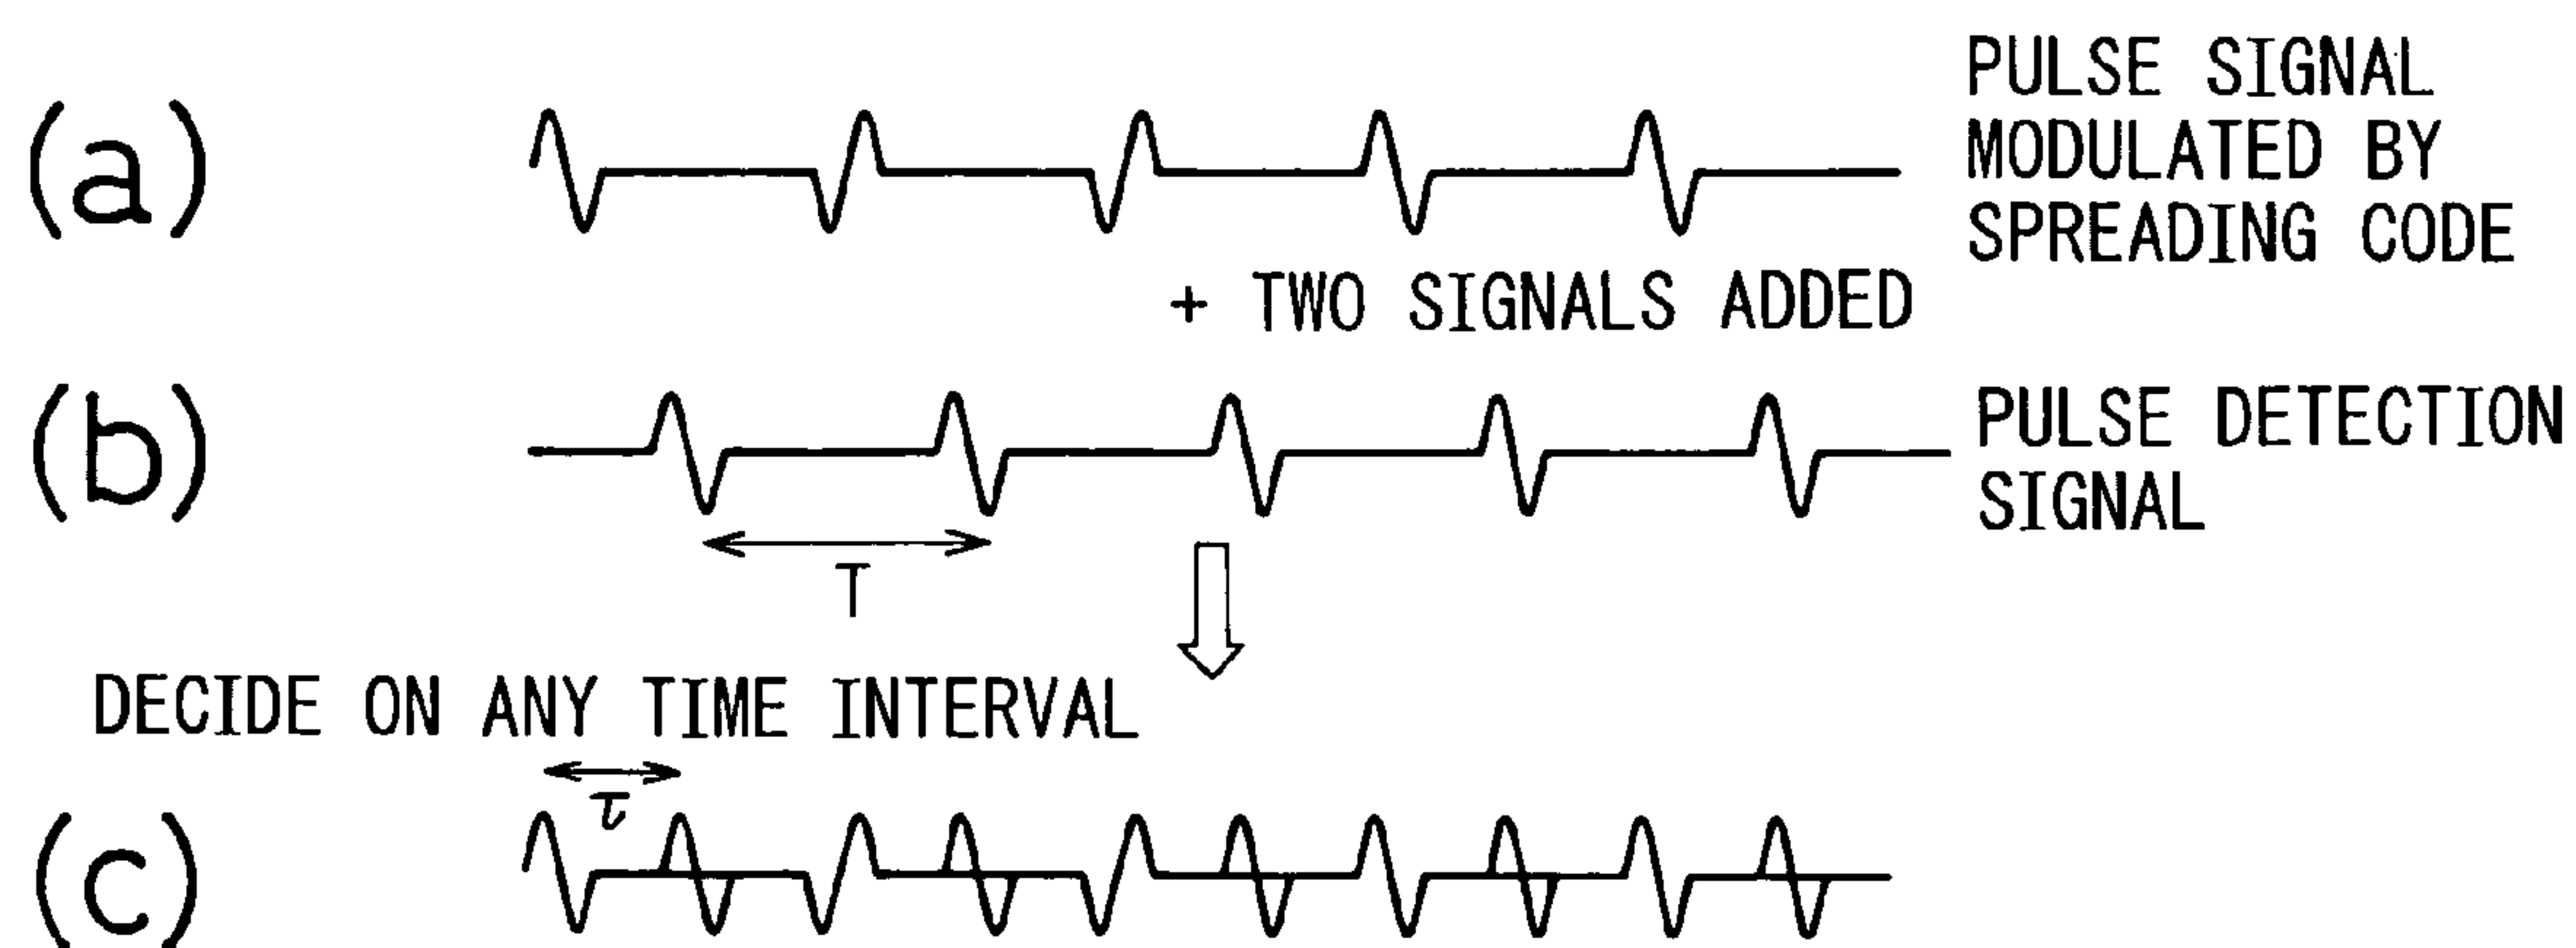 (a)
PULSE SIGNAL
MODULATED BY
SPREADING CODE
+ TWO SIGNALS ADDED
(b)
PULSE DETECTION
SIGNAL
T
DECIDE ON ANY TIME INTERVAL
τ
(c)